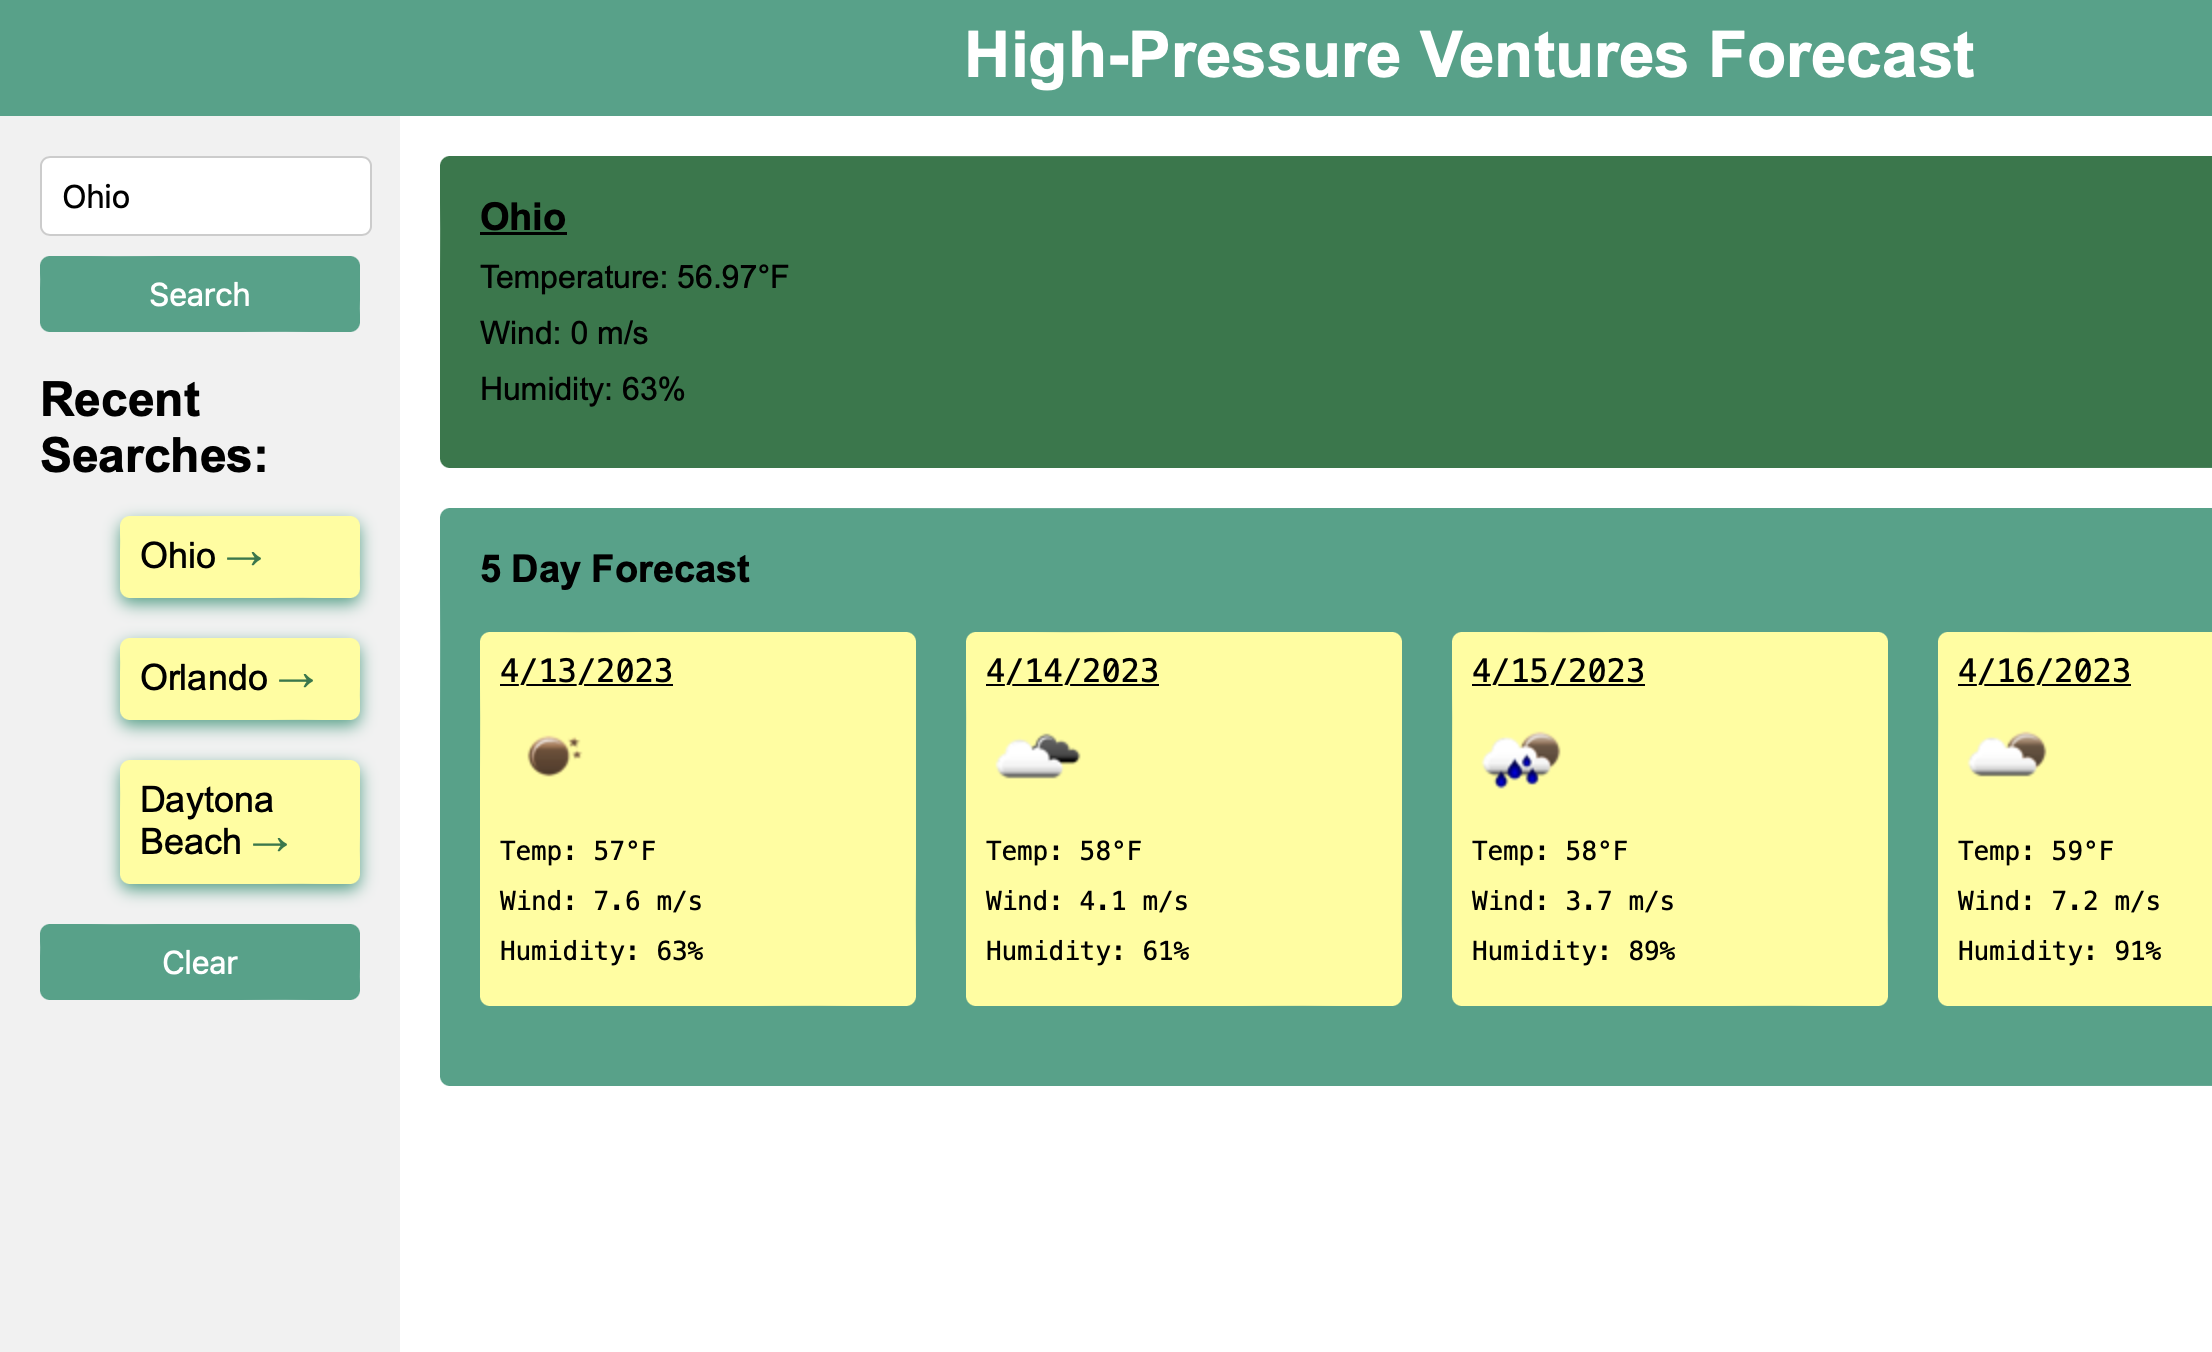 High-Pressure Ventures Forecast
Ohio
Search
Recent
Searches:
Ohio →
Orlando →
Daytona
Beach →
Clear
Ohio
Temperature: 56.97°F
Wind: 0 m/s
Humidity: 63%
5 Day Forecast
4/13/2023
Temp: 57°F
Wind: 7.6 m/s
Humidity: 63%
4/14/2023
Temp: 58°F
Wind: 4.1 m/s
Humidity: 61%
4/15/2023
Temp: 58°F
Wind: 3.7 m/s
Humidity: 89%
4/16/2023
Temp: 59°F
Wind: 7.2 m/s
Humidity: 91%